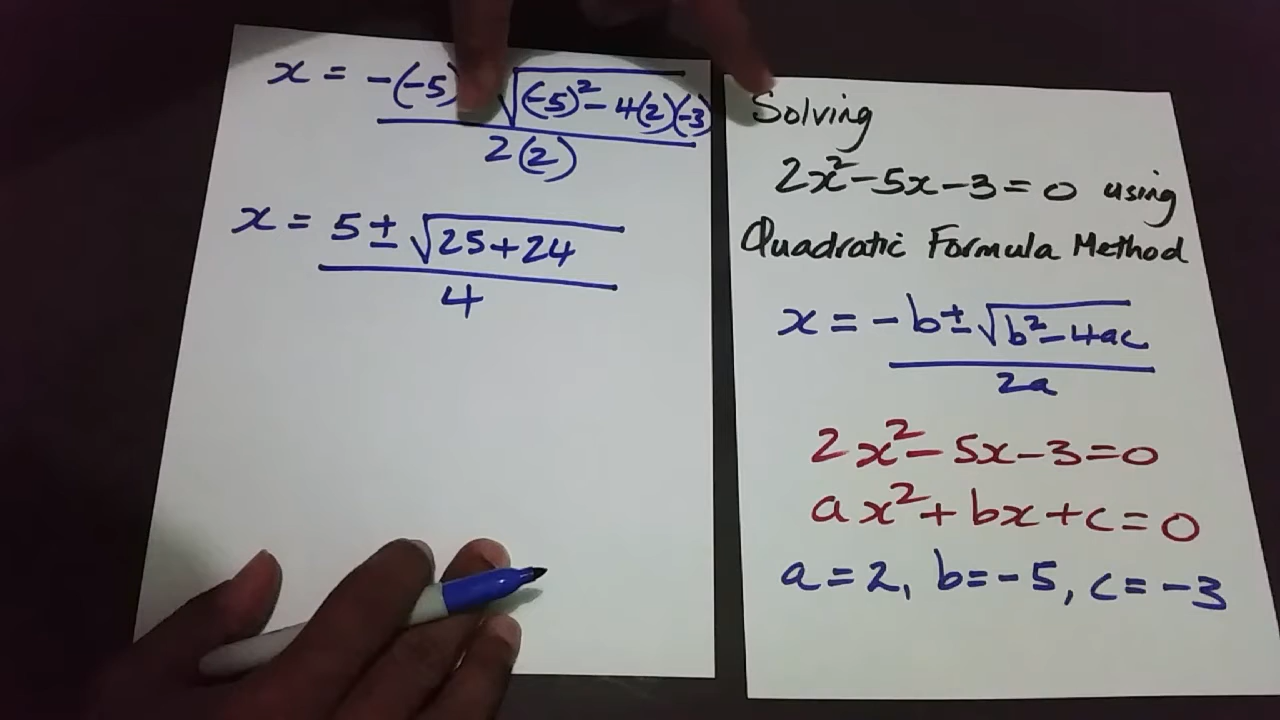 x = -(-5) √(-5)² - 4(2)(-3)
2(2)
x = 5 ± √25+24
4
Solving
2x² - 5x - 3 = 0 using
Quadratic Formula Method
x = -b ± √b² - 4ac
2a
2x² - 5x - 3 = 0
ax² + bx + c = 0
a = 2, b = -5, c = -3